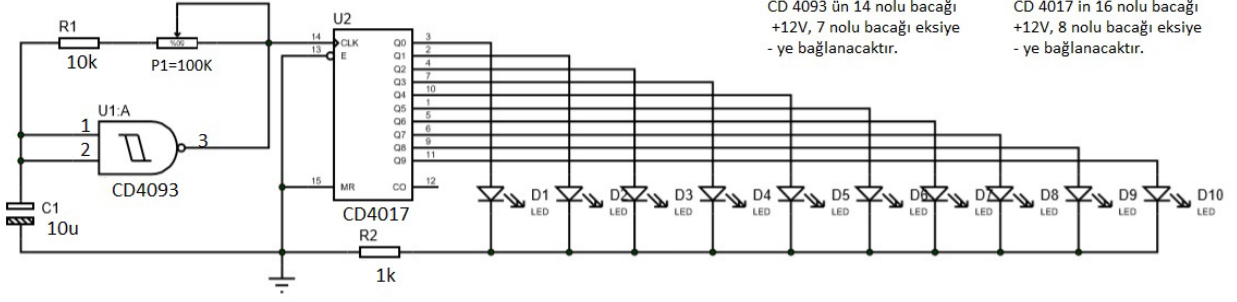 CD 4093 ün 14 nolu bacağı
+12V, 7 nolu bacağı eksiye
- ye bağlanacaktır.
CD 4017 in 16 nolu bacağı
+12V, 8 nolu bacağı eksiye
- ye bağlanacaktır.
R1
10k
P1=100K
U1:A
1
2
3
CD4093
C1
10u
U2
14
13
15
CLK
E
MR
Q0
Q1
Q2
Q3
Q4
Q5
Q6
Q7
Q8
Q9
CO
3
2
4
7
10
1
5
6
9
11
12
CD4017
R2
1k
D1
LED
D2
LED
D3
LED
D4
LED
D5
LED
D6
LED
D7
LED
D8
LED
D9
LED
D10
LED